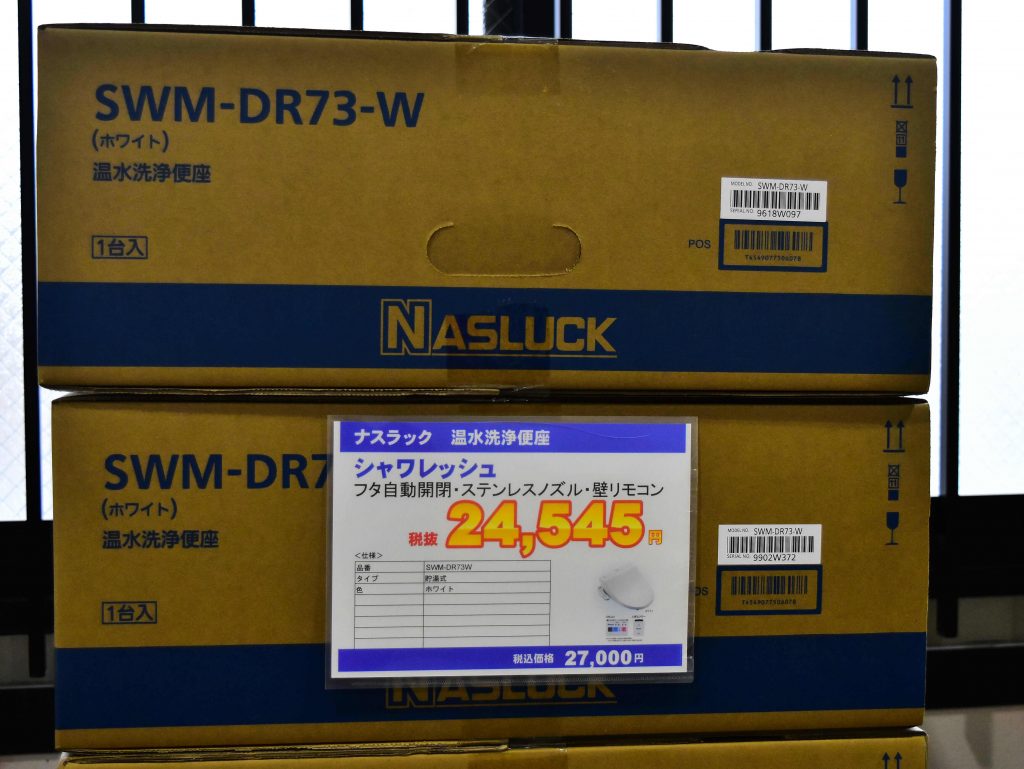 SWM-DR73-W
(ホワイト)
温水洗浄便座
1台入
MODEL NO. SWM-DR73-W
SERIAL NO. 9618W097
POS
T4549077506078
NASLUCK
SWM-DR7
(ホワイト)
温水洗浄便座
1台入
MODEL NO. SWM-DR73-W
SERIAL NO. 9902W372
POS
T4549077506078
NASLUCK
ナスラック 温水洗浄便座
シャワレッシュ
フタ自動開閉・ステンレスノズル・壁リモコン
税抜 24,545円
<仕様>
品番 SWM-DR73W
タイプ 貯湯式
色 ホワイト
税込価格 27,000円